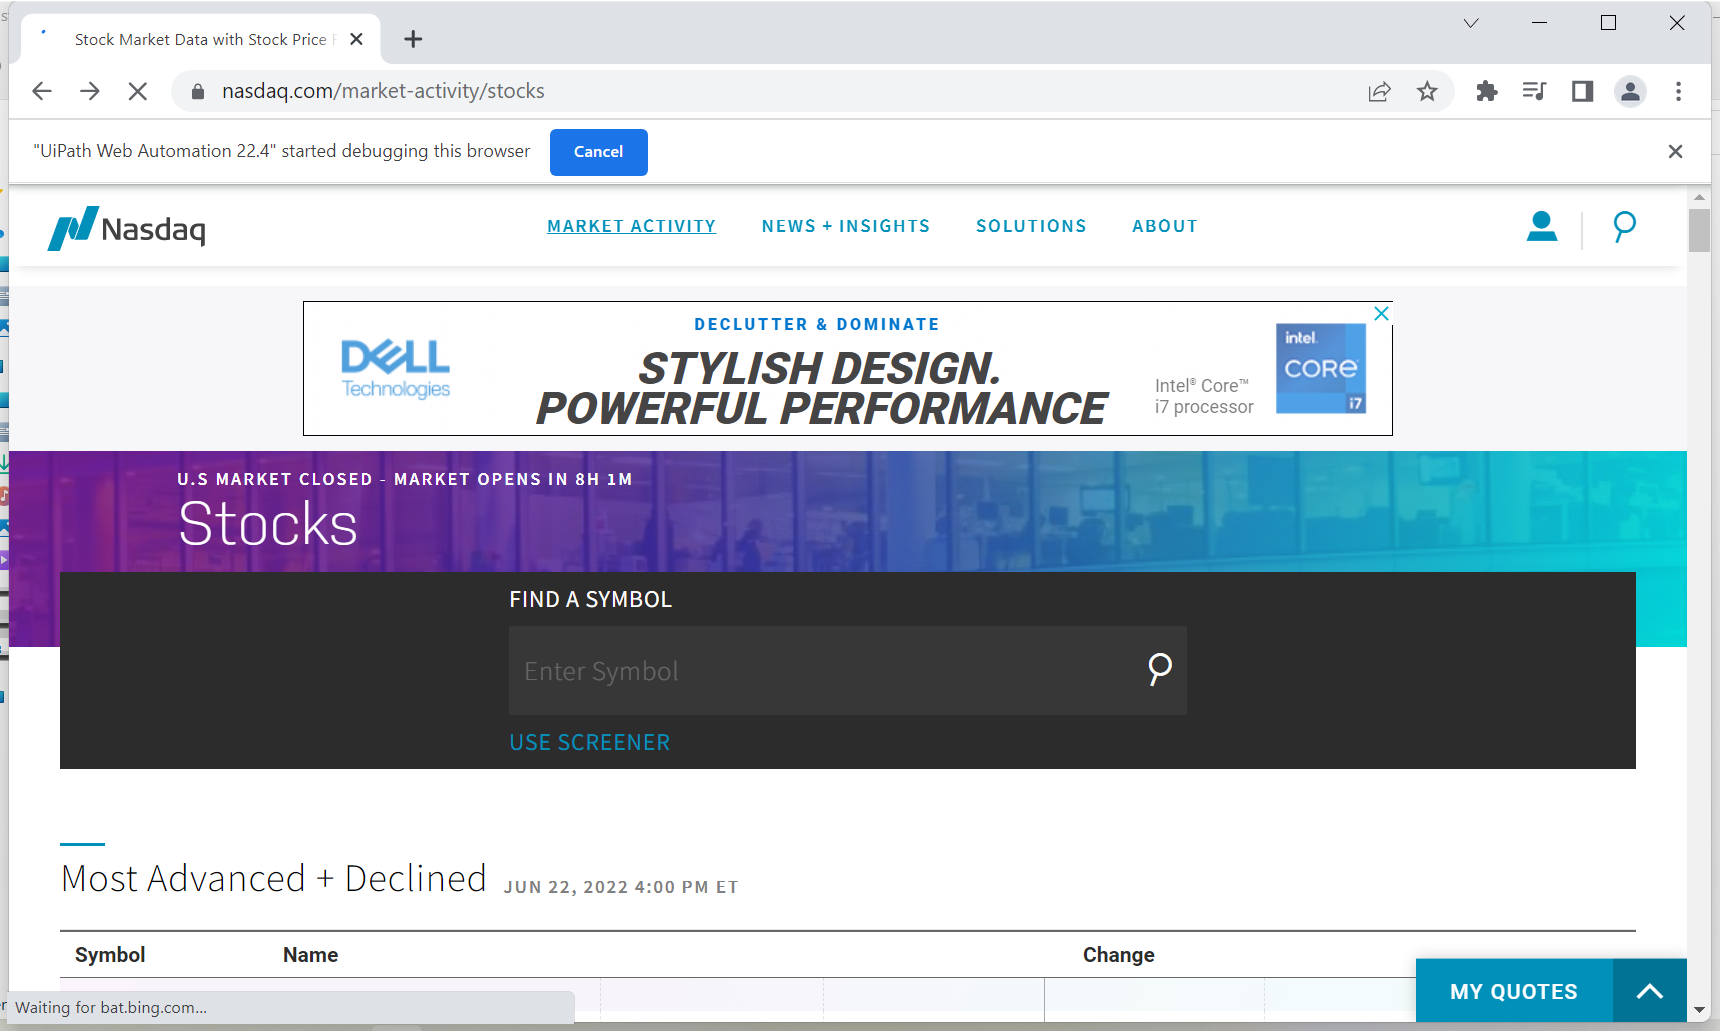 Stock Market Data with Stock Price F
nasdaq.com/market-activity/stocks
"UiPath Web Automation 22.4" started debugging this browser
Cancel
Nasdaq
MARKET ACTIVITY
NEWS + INSIGHTS
SOLUTIONS
ABOUT
DECLUTTER & DOMINATE
DELL
Technologies
STYLISH DESIGN.
POWERFUL PERFORMANCE
Intel® Core™
i7 processor
intel.
CORE
i7
U.S MARKET CLOSED - MARKET OPENS IN 8H 1M
Stocks
FIND A SYMBOL
Enter Symbol
USE SCREENER
Most Advanced + Declined JUN 22, 2022 4:00 PM ET
Symbol Name Change
MY QUOTES
Waiting for bat.bing.com...